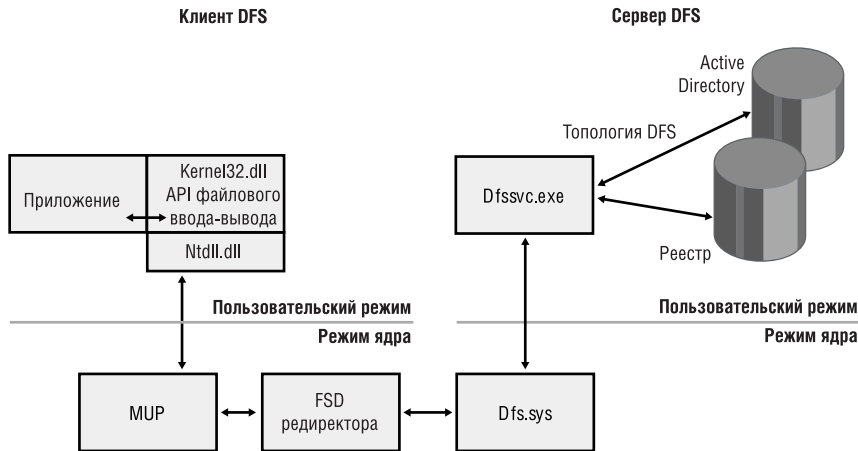 Клиент DFS
Сервер DFS
Active
Directory
Топология DFS
Kernel32.dll
API файлового
ввода-вывода
Приложение
Dfssvc.exe
Ntdll.dll
Реестр
Пользовательский режим
Режим ядра
Пользовательский режим
Режим ядра
MUP
FSD
редиректора
Dfs.sys